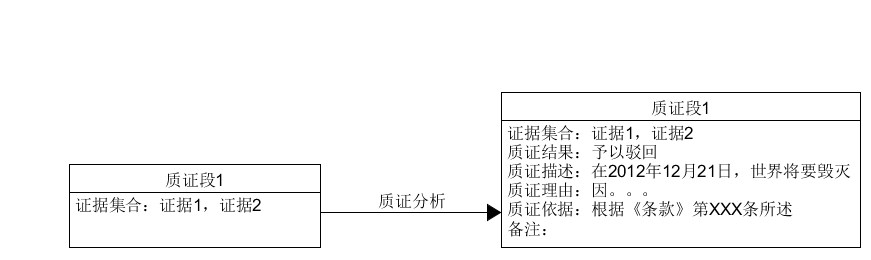 质证段1
证据集合：证据1，证据2
质证分析
质证段1
证据集合：证据1，证据2
质证结果：予以驳回
质证描述：在2012年12月21日，世界将要毁灭
质证理由：因。。。
质证依据：根据《条款》第XXX条所述
备注：